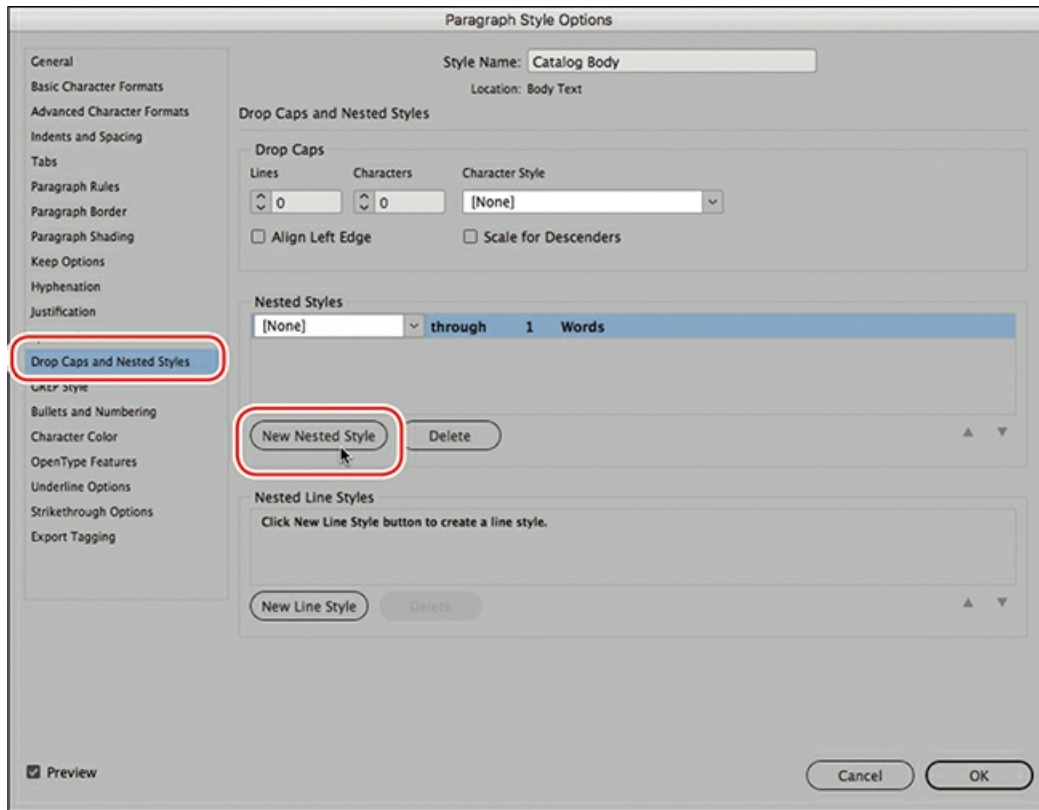 Paragraph Style Options
General
Basic Character Formats
Advanced Character Formats
Indents and Spacing
Tabs
Paragraph Rules
Paragraph Border
Paragraph Shading
Keep Options
Hyphenation
Justification
Drop Caps and Nested Styles
GREP Style
Bullets and Numbering
Character Color
OpenType Features
Underline Options
Strikethrough Options
Export Tagging
Style Name: Catalog Body
Location: Body Text
Drop Caps and Nested Styles
Drop Caps
Lines Characters Character Style
0 0 [None]
Align Left Edge Scale for Descenders
Nested Styles
[None] through 1 Words
New Nested Style Delete
Nested Line Styles
Click New Line Style button to create a line style.
New Line Style Delete
Preview
Cancel OK